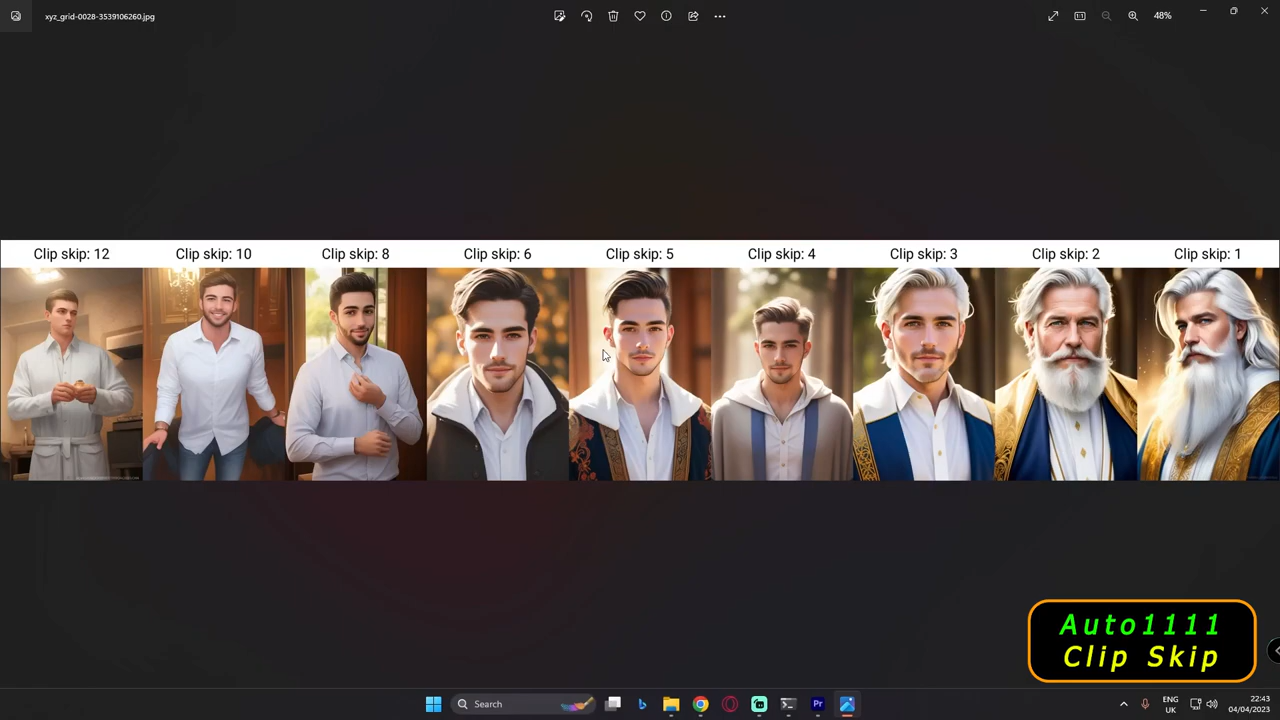 xyz_grid-0028-3539106260.jpg
48%
Clip skip: 12
Clip skip: 10
Clip skip: 8
Clip skip: 6
Clip skip: 5
Clip skip: 4
Clip skip: 3
Clip skip: 2
Clip skip: 1
Auto1111
Clip Skip
Search
Pr
ENG
UK
22:43
04/04/2023